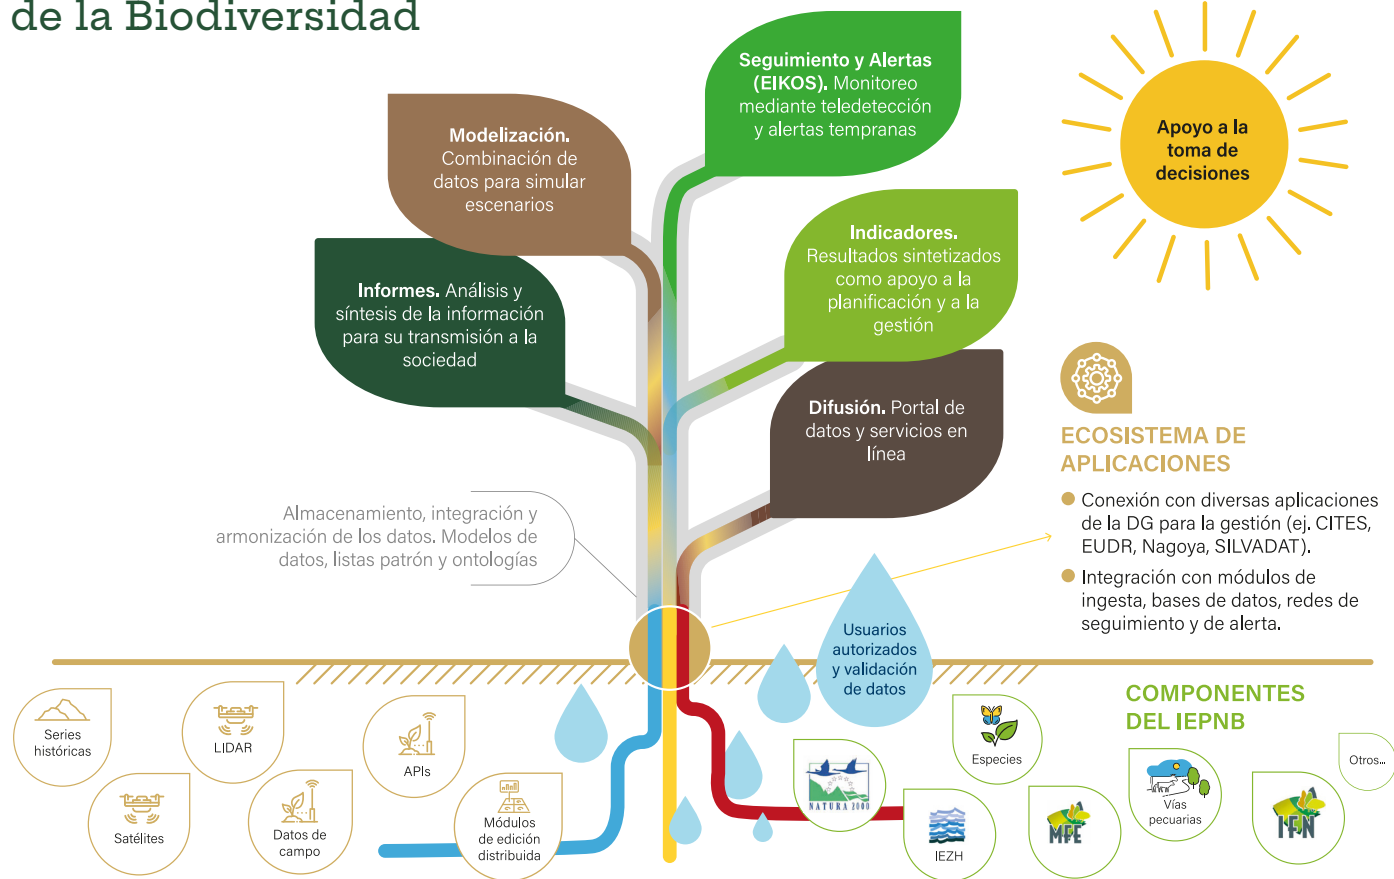 de la Biodiversidad
Seguimiento y Alertas
(EIKOS). Monitoreo
mediante teledetección
y alertas tempranas
Apoyo a la
toma de
decisiones
Modelización.
Combinación de
datos para simular
escenarios
Indicadores.
Resultados sintetizados
como apoyo a la
planificación y a la
gestión
Informes. Análisis y
síntesis de la información
para su transmisión a la
sociedad
Difusión. Portal de
datos y servicios en
línea
ECOSISTEMA DE
APLICACIONES
Conexión con diversas aplicaciones
de la DG para la gestión (ej. CITES,
EUDR, Nagoya, SILVADAT).
Integración con módulos de
ingesta, bases de datos, redes de
seguimiento y de alerta.
Almacenamiento, integración y
armonización de los datos. Modelos de
datos, listas patrón y ontologías
Usuarios
autorizados
y validación
de datos
COMPONENTES
DEL IEPNB
Series
históricas
LIDAR
APIs
Satélites
Datos de
campo
Módulos
de edición
distribuida
NATURA 2000
Especies
IEZH
MFE
Vías
pecuarias
IFN
Otros...